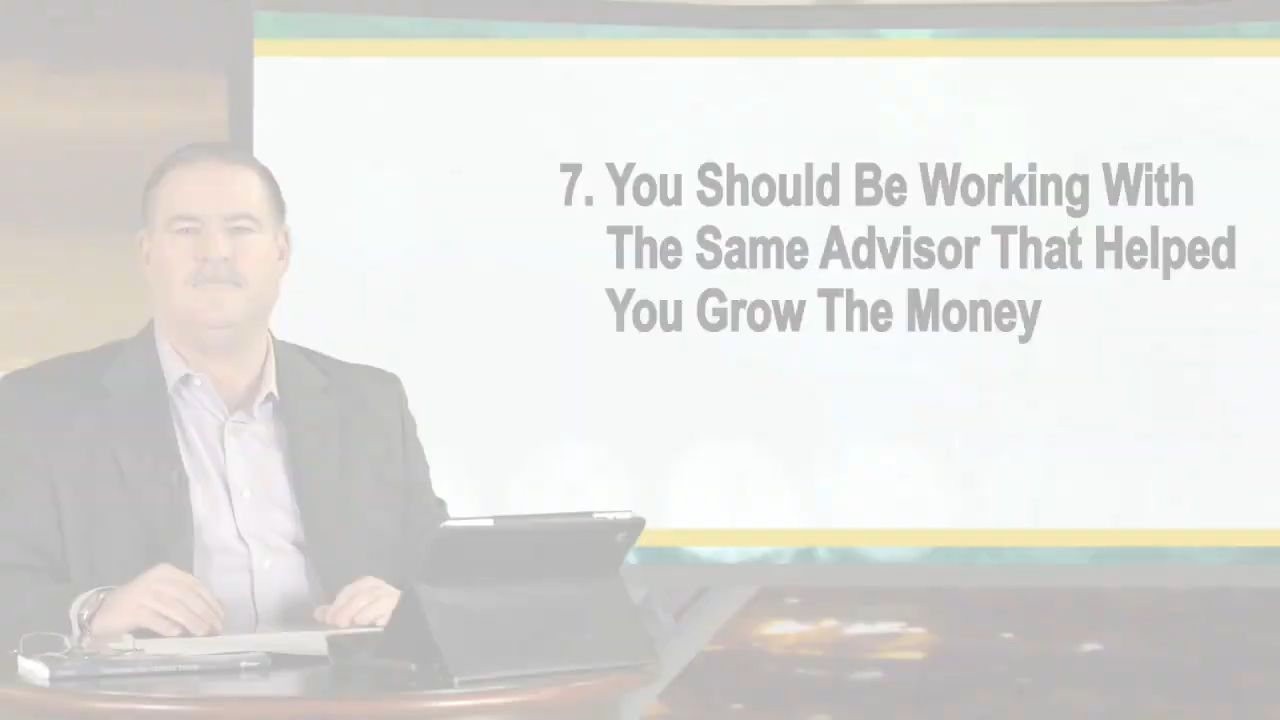 7. You Should Be Working With
The Same Advisor That Helped
You Grow The Money